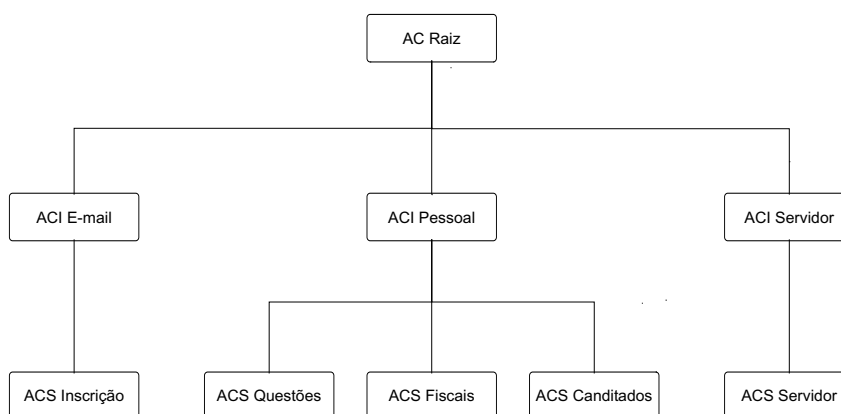 AC Raiz
ACI E-mail
ACI Pessoal
ACI Servidor
ACS Inscrição
ACS Questões
ACS Fiscais
ACS Canditados
ACS Servidor